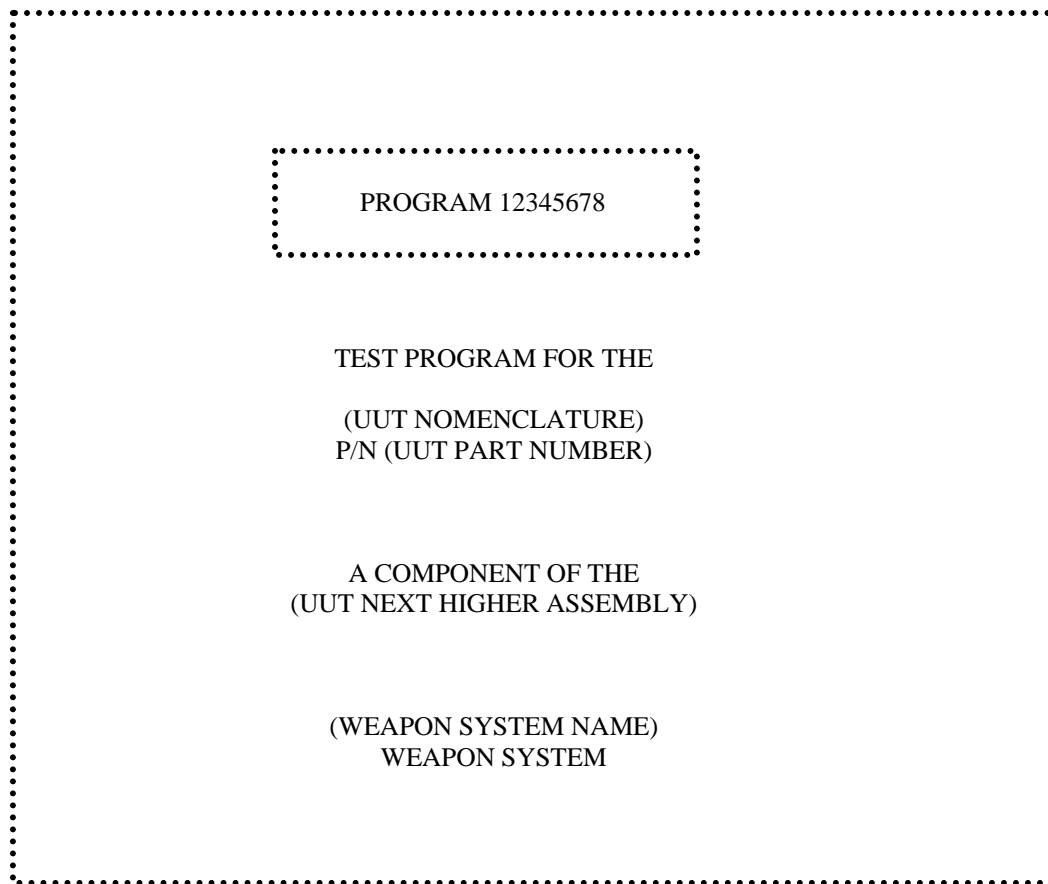 PROGRAM 12345678
TEST PROGRAM FOR THE
(UUT NOMENCLATURE)
P/N (UUT PART NUMBER)
A COMPONENT OF THE
(UUT NEXT HIGHER ASSEMBLY)
(WEAPON SYSTEM NAME)
WEAPON SYSTEM